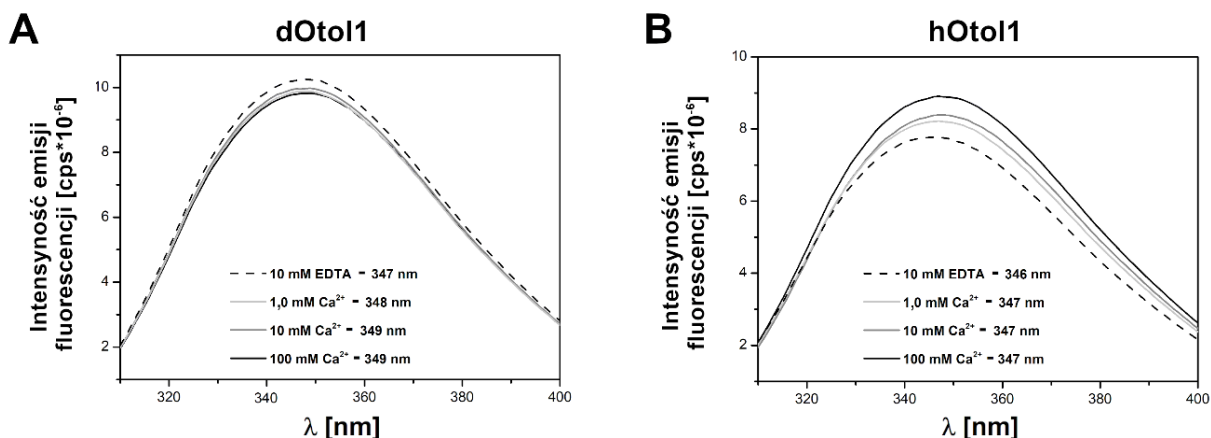 A
dOtol1
Intensyność emisji
fluorescencji [cps*10⁻⁶]
10
8
6
4
2
10 mM EDTA - 347 nm
1,0 mM Ca²⁺ - 348 nm
10 mM Ca²⁺ - 349 nm
100 mM Ca²⁺ - 349 nm
320
340
360
380
400
λ [nm]
B
hOtol1
Intensyność emisji
fluorescencji [cps*10⁻⁶]
10
8
6
4
2
10 mM EDTA - 346 nm
1,0 mM Ca²⁺ - 347 nm
10 mM Ca²⁺ - 347 nm
100 mM Ca²⁺ - 347 nm
320
340
360
380
400
λ [nm]